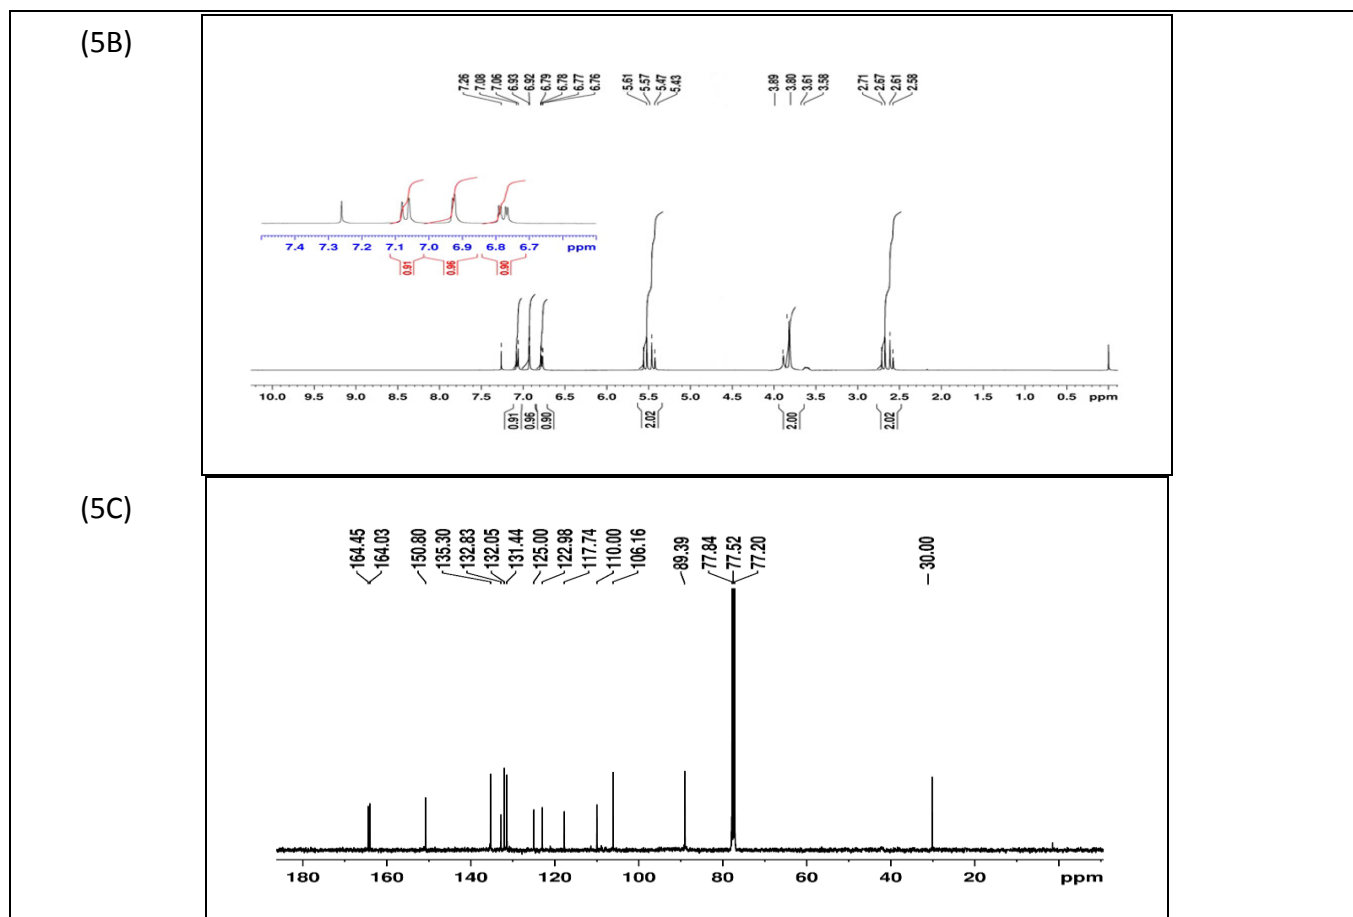 (5B)
7.26 7.08 7.06 6.93 6.92 6.79 6.78 6.77 6.76 5.61 5.57 5.47 5.43 3.89 3.80 3.61 3.58 2.71 2.67 2.61 2.58
7.4 7.3 7.2 7.1 7.0 6.9 6.8 6.7 ppm
0.91 0.96 0.90
10.0 9.5 9.0 8.5 8.0 7.5 7.0 6.5 6.0 5.5 5.0 4.5 4.0 3.5 3.0 2.5 2.0 1.5 1.0 0.5 ppm
0.91 0.96 0.90 2.02 2.00 2.02
(5C)
164.45 164.03 150.80 135.30 132.83 132.05 131.44 125.00 122.98 117.74 110.00 106.16 89.39 77.84 77.52 77.20 30.00
180 160 140 120 100 80 60 40 20 ppm